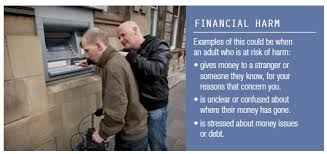 FINANCIAL HARM
Examples of this could be when
an adult who is at risk of harm:
• gives money to a stranger or
someone they know, for your
reasons that concern you.
• is unclear or confused about
where their money has gone.
• is stressed about money issues
or debt.